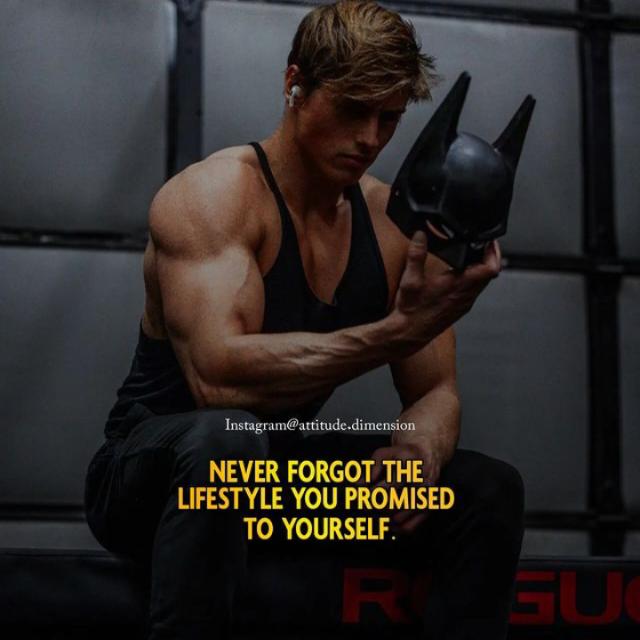 Instagram@attitude.dimension
NEVER FORGOT THE
LIFESTYLE YOU PROMISED
TO YOURSELF.